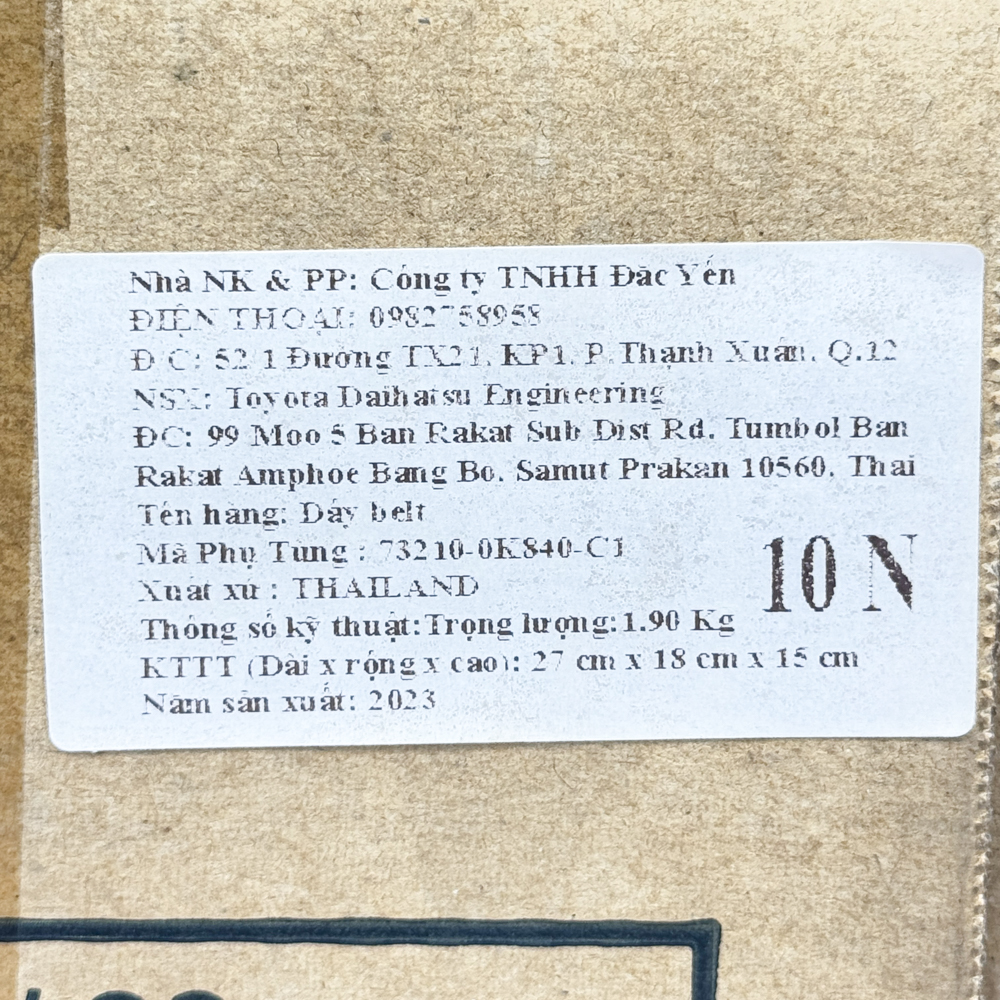 Nhà NK & PP: Công ty TNHH Đăc Yến
ĐIỆN THOẠI: 0982758958
Đ/C: 52/1 Đường TX21, KP1, P.Thạnh Xuân, Q.12
NSX: Toyota Daihatsu Engineering
ĐC: 99 Moo 5 Ban Rakat Sub Dist Rd. Tumbol Ban
Rakat Amphoe Bang Bo, Samut Prakan 10560, Thai
Tên hàng: Dây belt
Mã Phụ Tùng : 73210-0K840-C1
Xuất xứ : THAILAND
10 N
Thông số kỹ thuật:Trọng lượng:1.90 Kg
KTTT (Dài x rộng x cao): 27 cm x 18 cm x 15 cm
Năm sản xuất: 2023